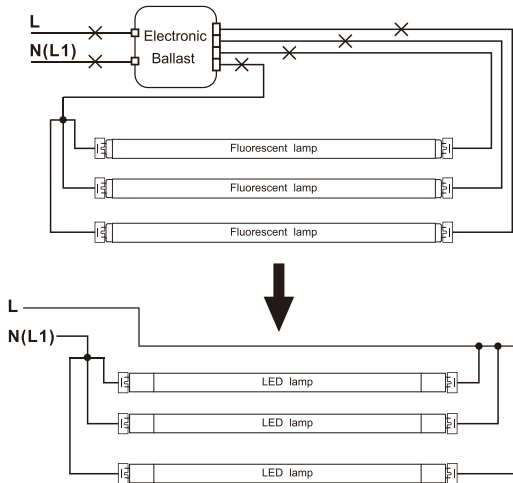 L
N(L1)
Electronic
Ballast
Fluorescent lamp
Fluorescent lamp
Fluorescent lamp
L
N(L1)
LED lamp
LED lamp
LED lamp